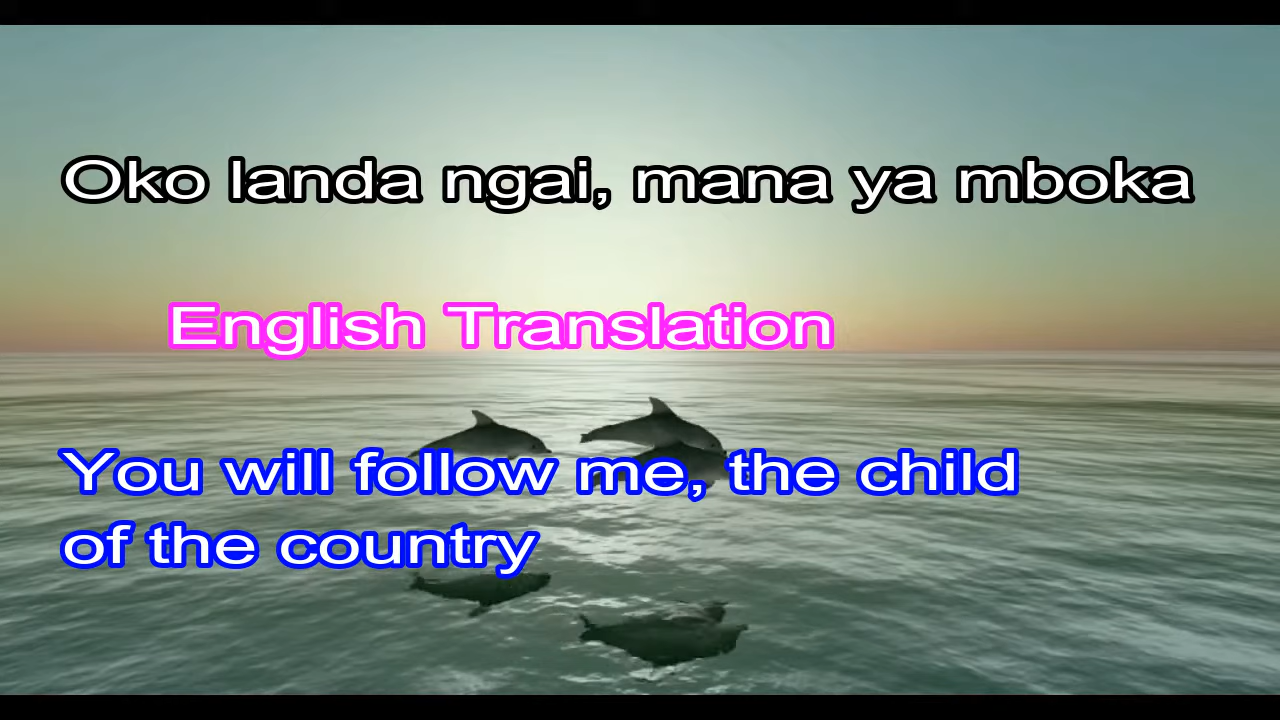 Oko landa ngai, mana ya mboka
English Translation
You will follow me, the child
of the country